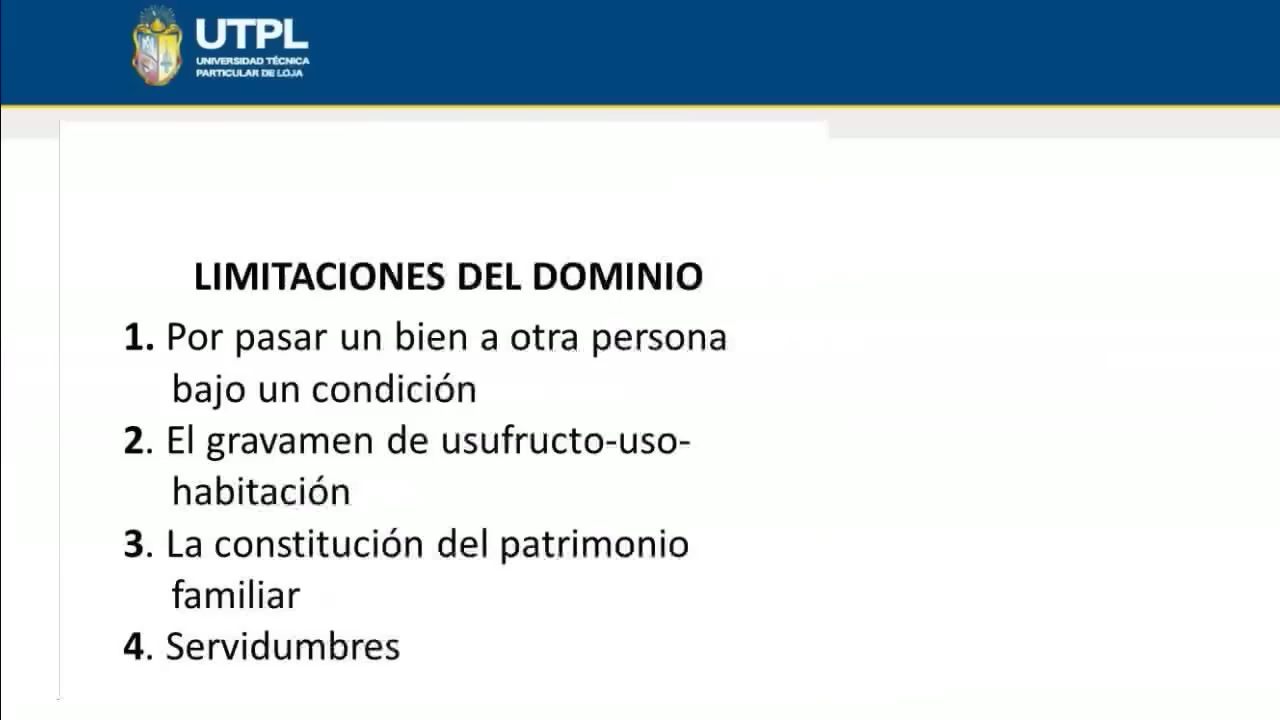 UTPL
UNIVERSIDAD TÉCNICA
PARTICULAR DE LOJA
LIMITACIONES DEL DOMINIO
1. Por pasar un bien a otra persona
bajo un condición
2. El gravamen de usufructo-uso-
habitación
3. La constitución del patrimonio
familiar
4. Servidumbres